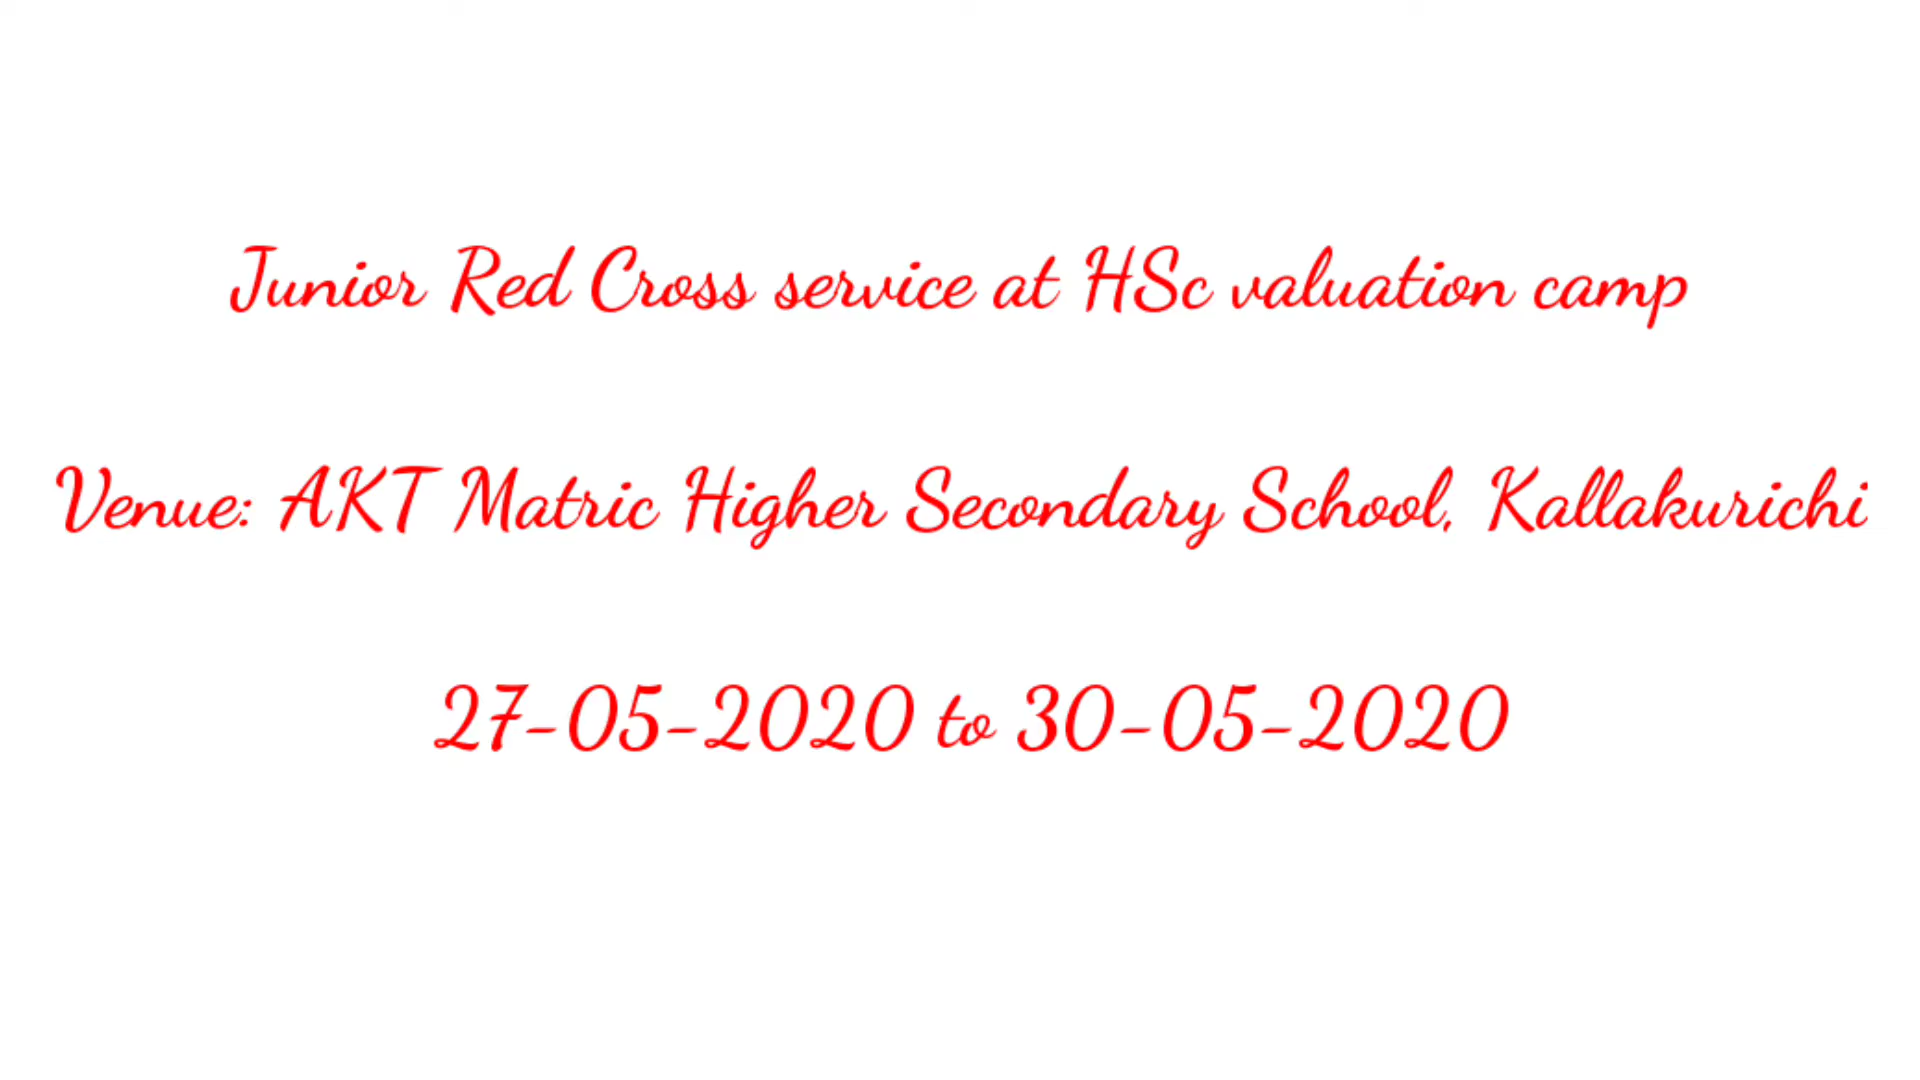 Junior Red Cross service at HSc valuation camp
Venue: AKT Matric Higher Secondary School, Kallakurichi
27-05-2020 to 30-05-2020